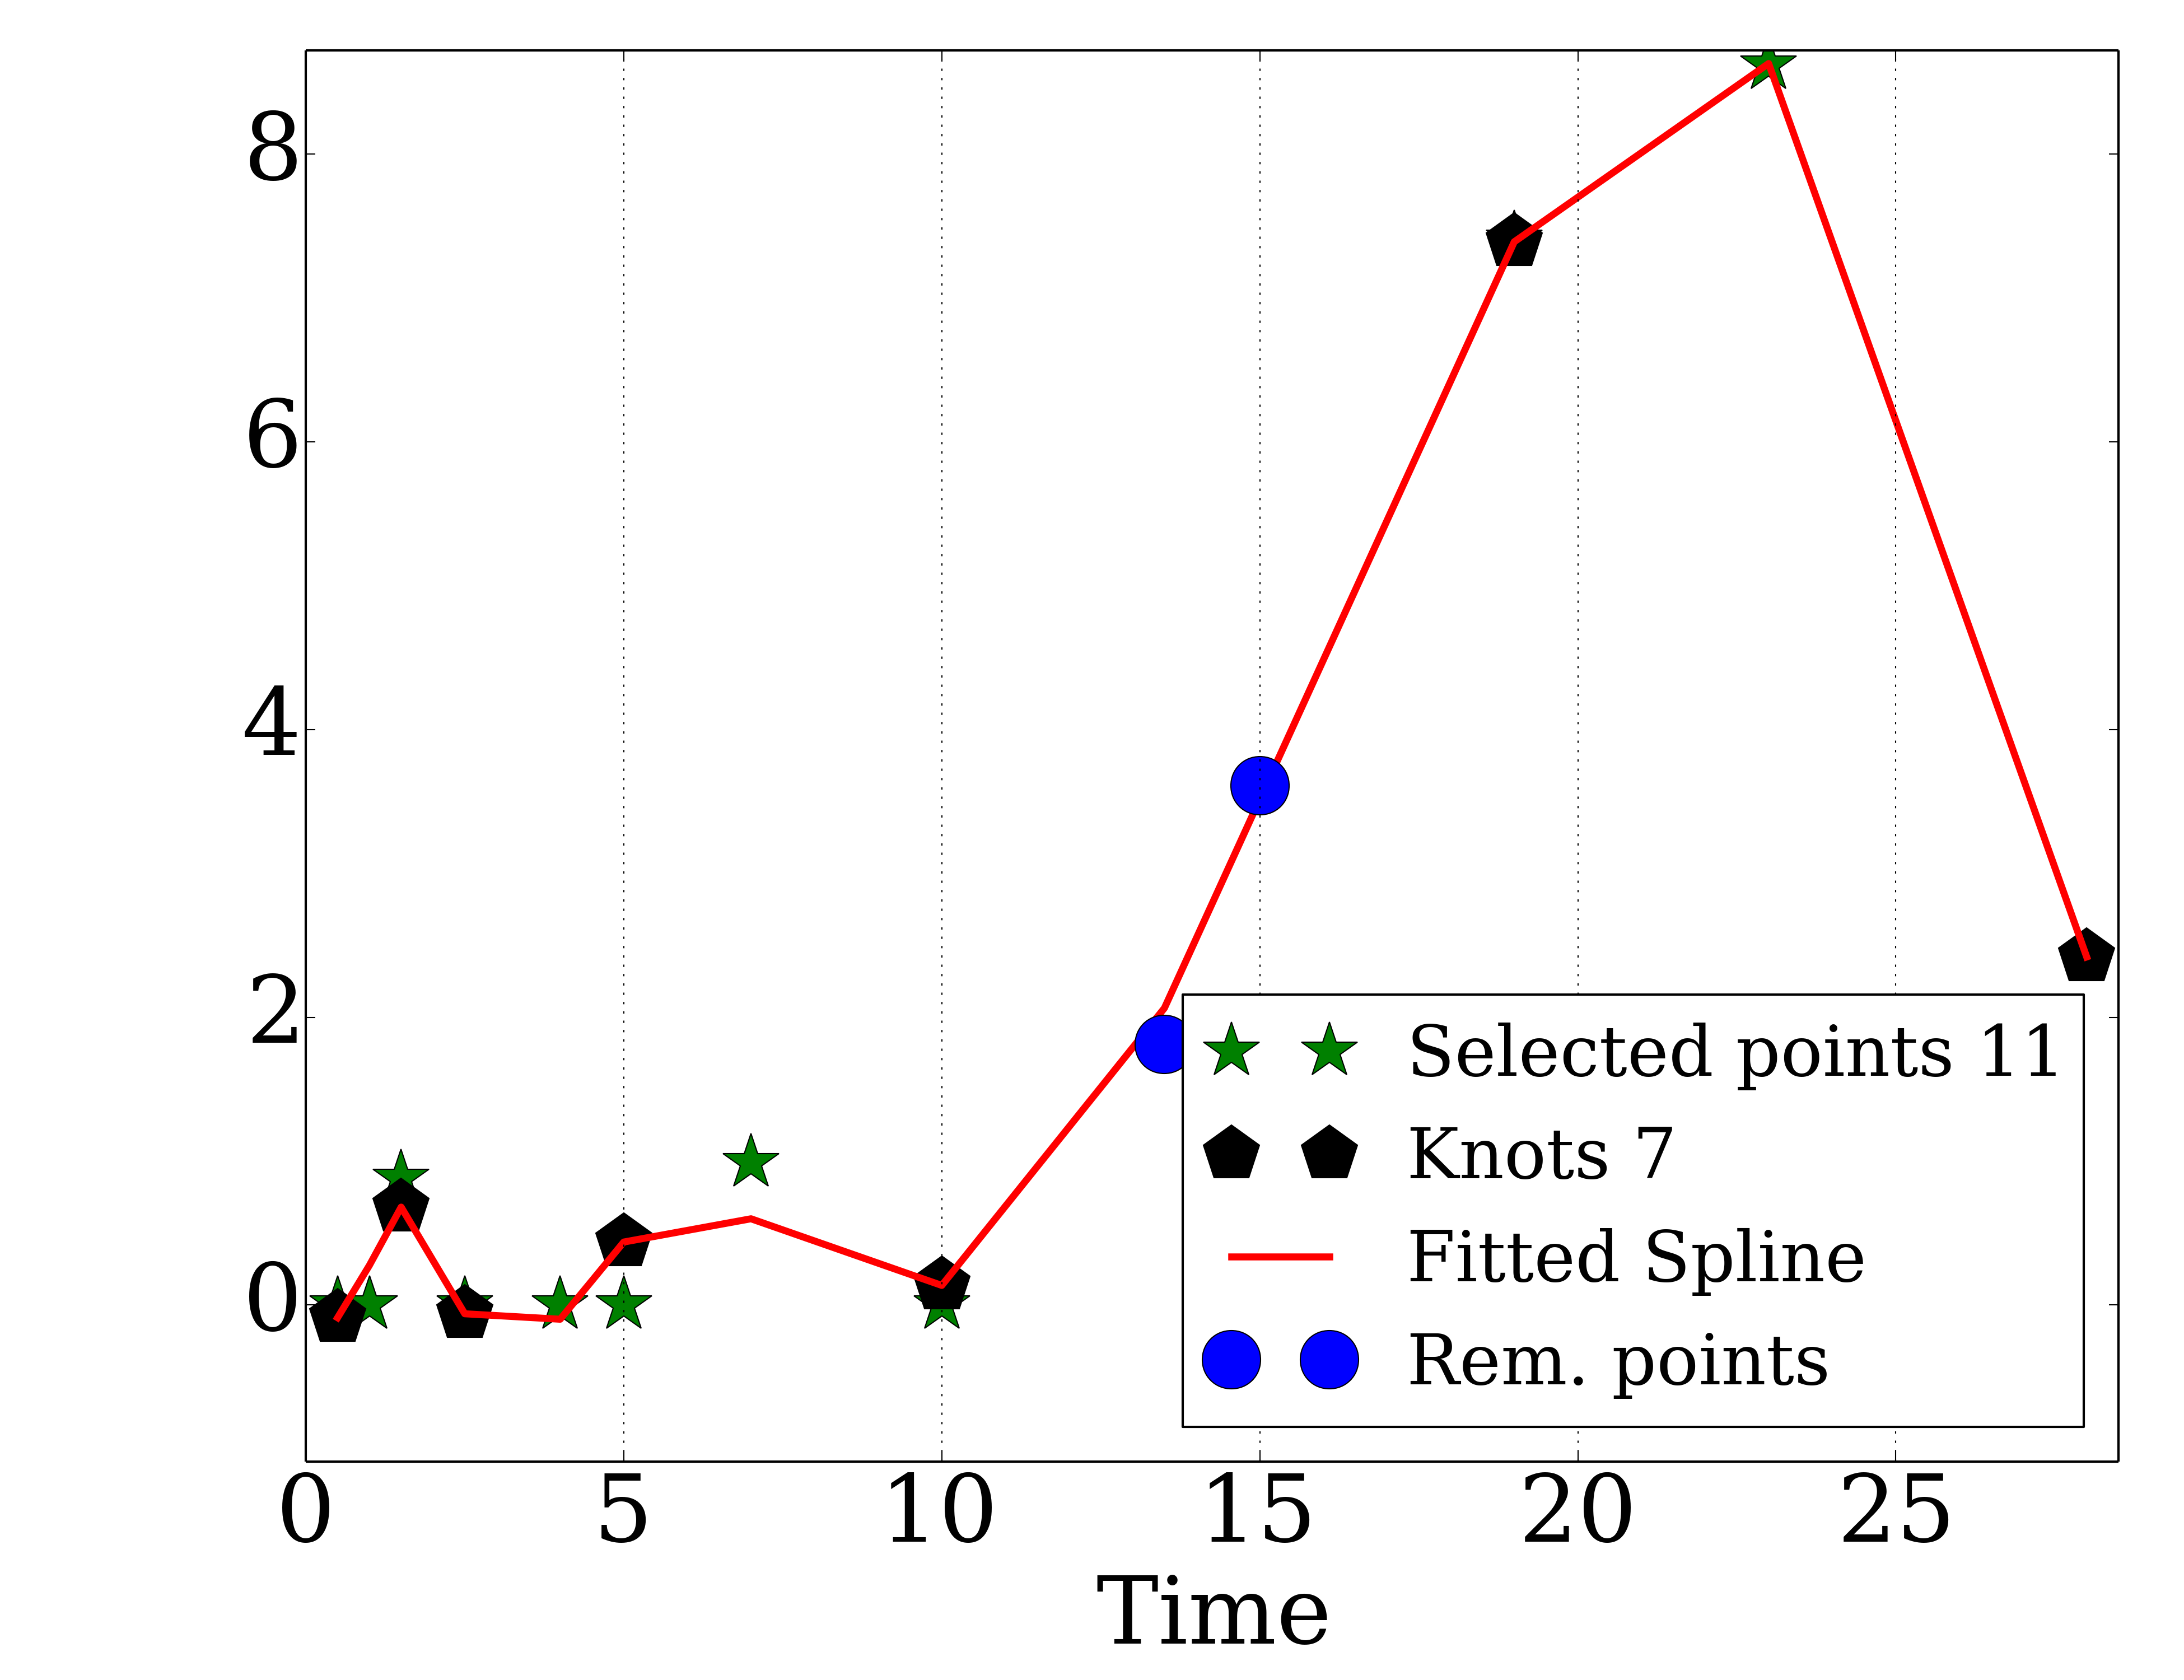 8
6
4
2
0
Selected points 11
Knots 7
Fitted Spline
Rem. points
0 5 10 15 20 25
Time